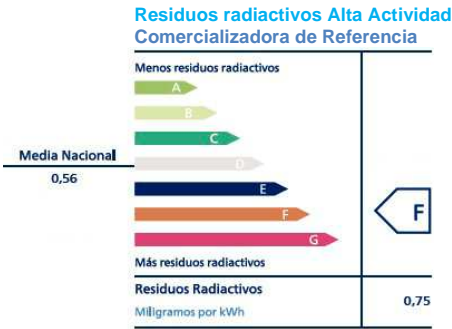 Residuos radiactivos Alta Actividad
Comercializadora de Referencia
Menos residuos radiactivos
A
B
C
Media Nacional
D
0,56
E
F
F
G
Más residuos radiactivos
Residuos Radiactivos
Miligramos por kWh
0,75